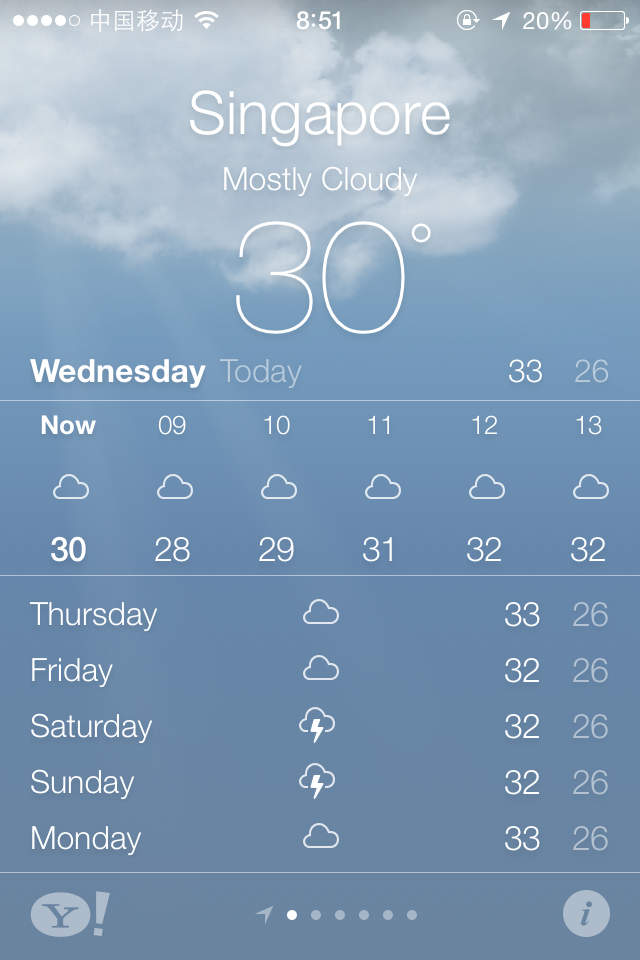 中国移动 8:51 20%
Singapore
Mostly Cloudy
30°
Wednesday Today 33 26
Now 09 10 11 12 13
30 28 29 31 32 32
Thursday 33 26
Friday 32 26
Saturday 32 26
Sunday 32 26
Monday 33 26
Y! i